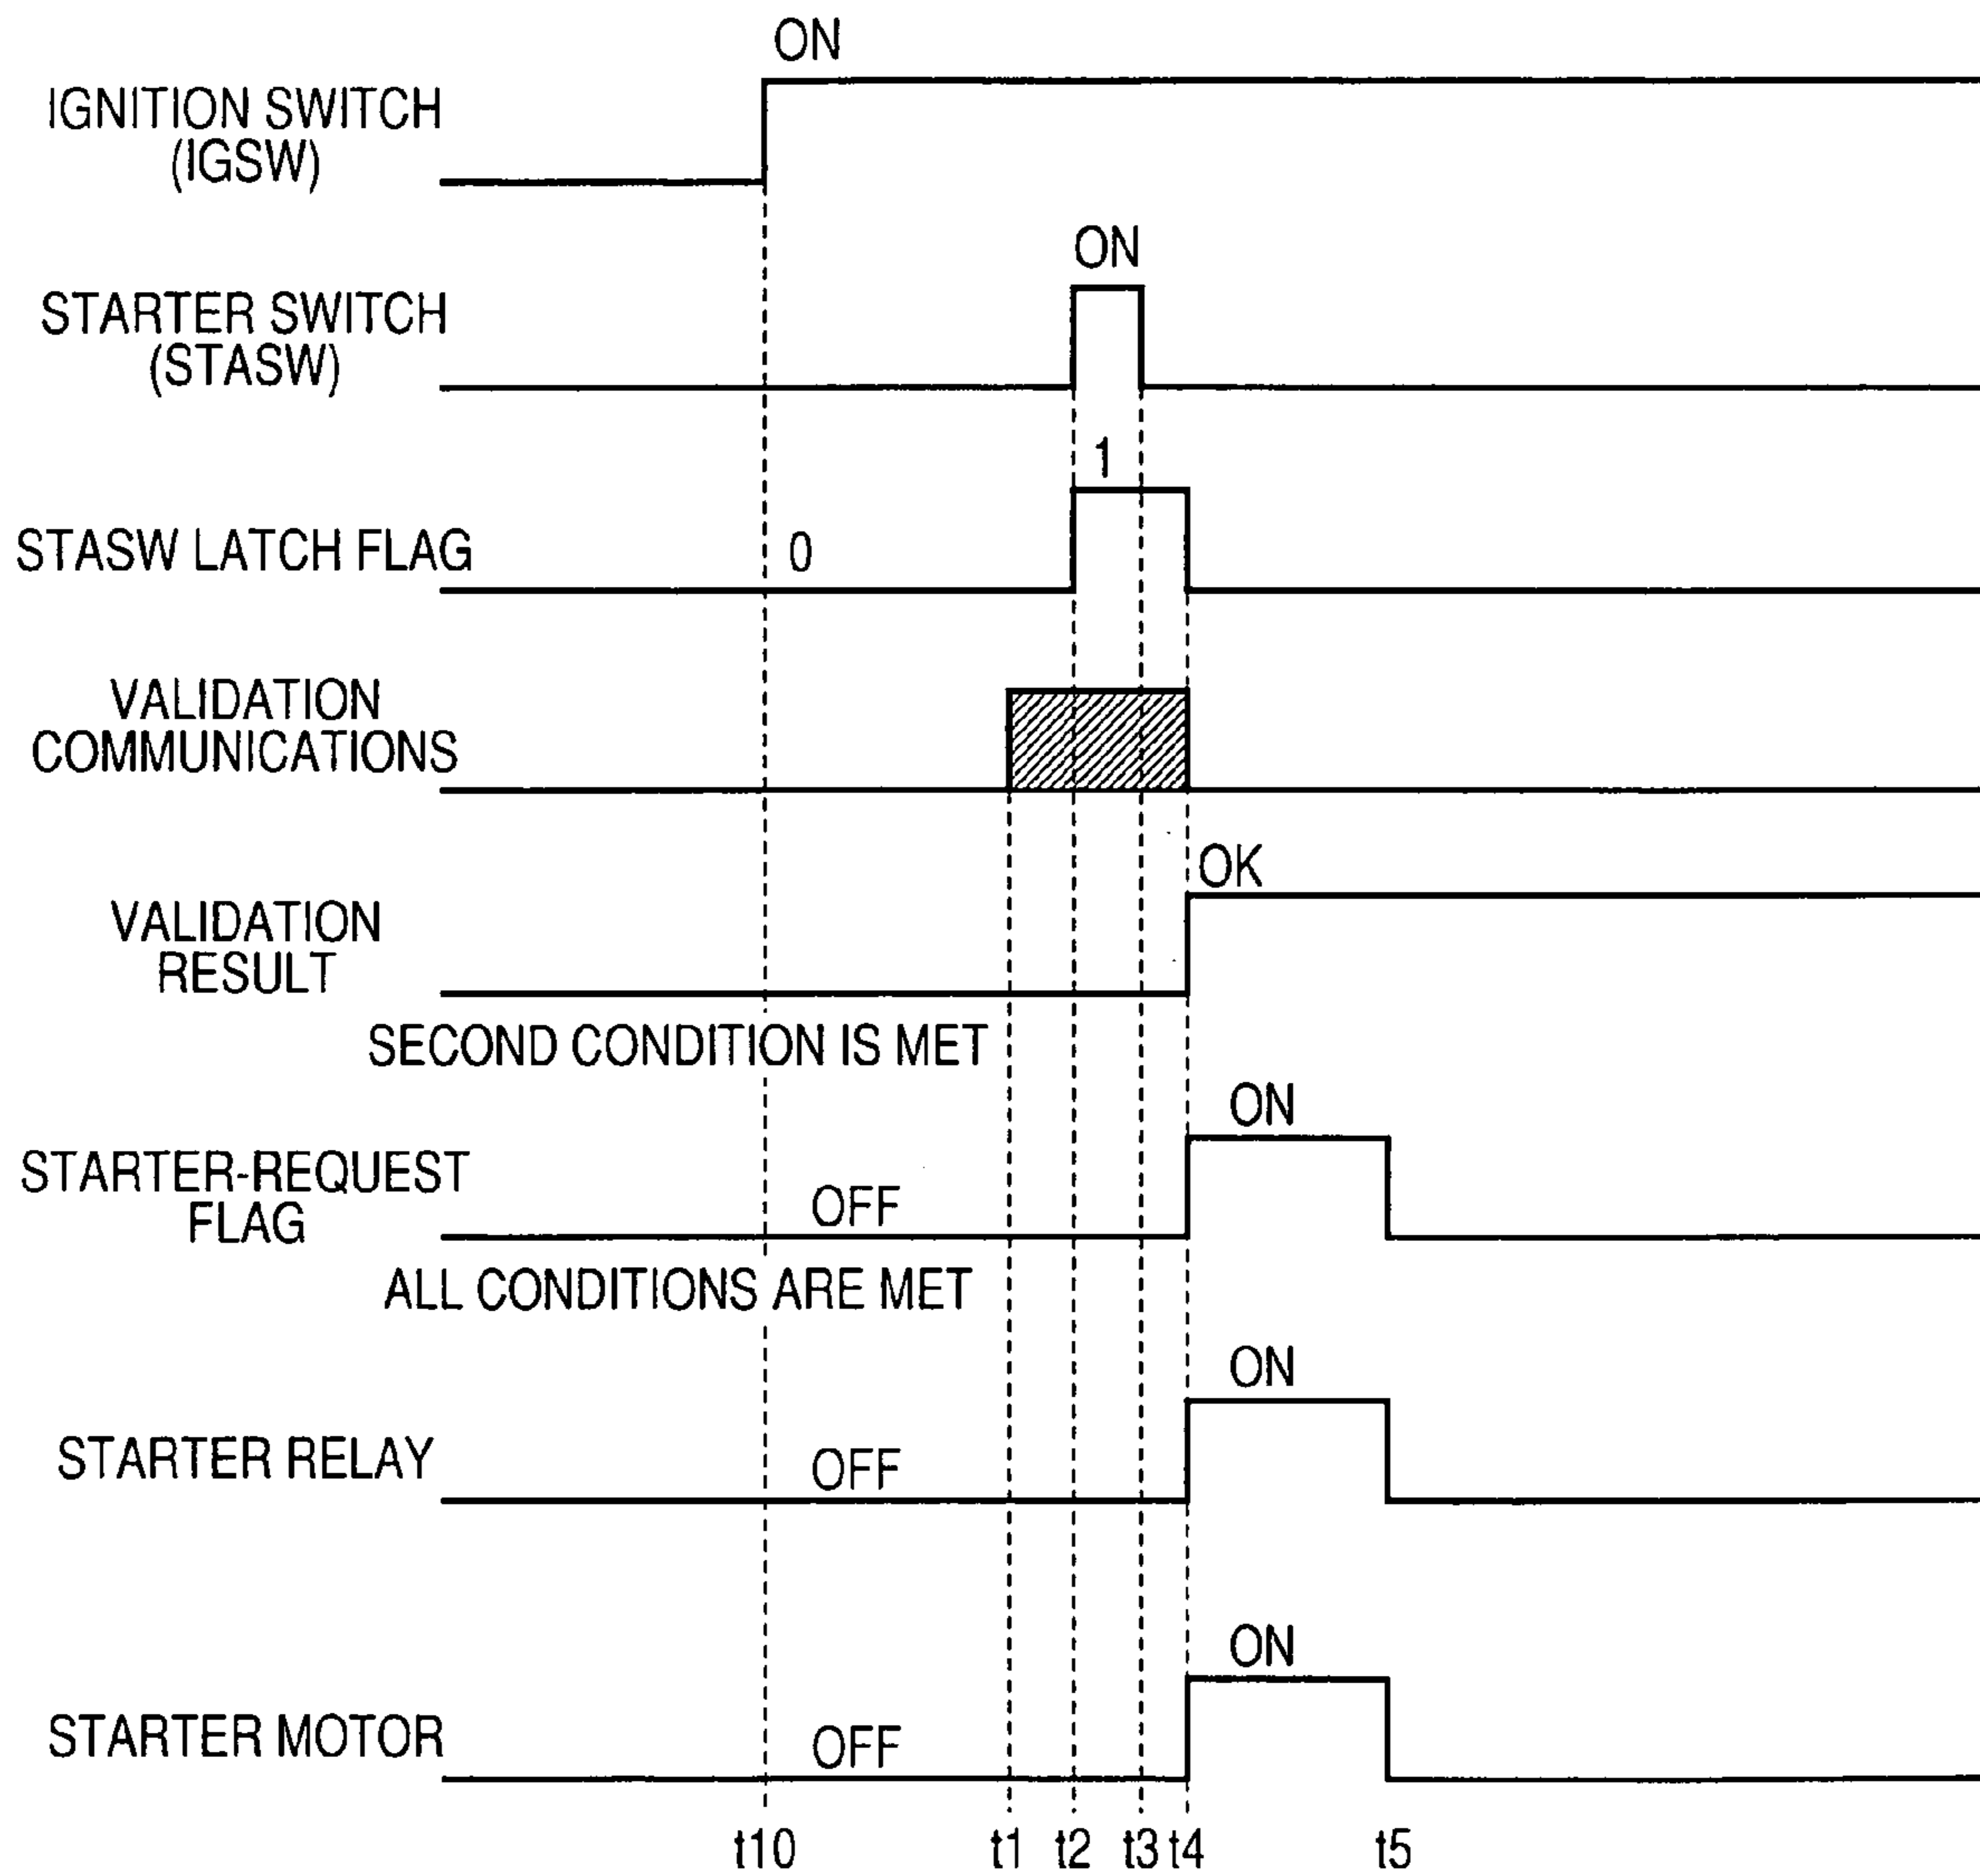 ON
IGNITION SWITCH
(IGSW)
ON
STARTER SWITCH
(STASW)
1
STASW LATCH FLAG
0
VALIDATION
COMMUNICATIONS
OK
VALIDATION
RESULT
SECOND CONDITION IS MET
ON
STARTER-REQUEST
FLAG
OFF
ALL CONDITIONS ARE MET
ON
STARTER RELAY
OFF
ON
STARTER MOTOR
OFF
t10 t1 t2 t3 t4 t5